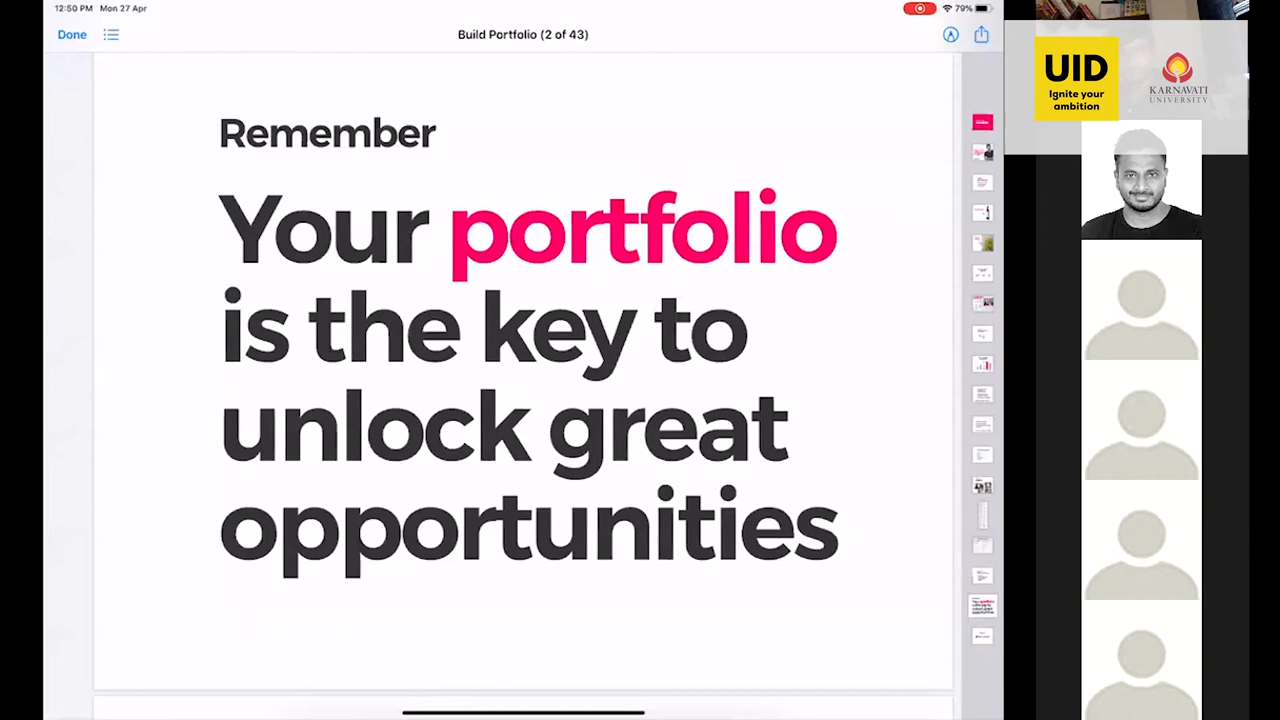 12:50 PM Mon 27 Apr
79%
Done
Build Portfolio (2 of 43)
UID
Ignite your
ambition
KARNAVATI
UNIVERSITY
Remember
Your portfolio
is the key to
unlock great
opportunities